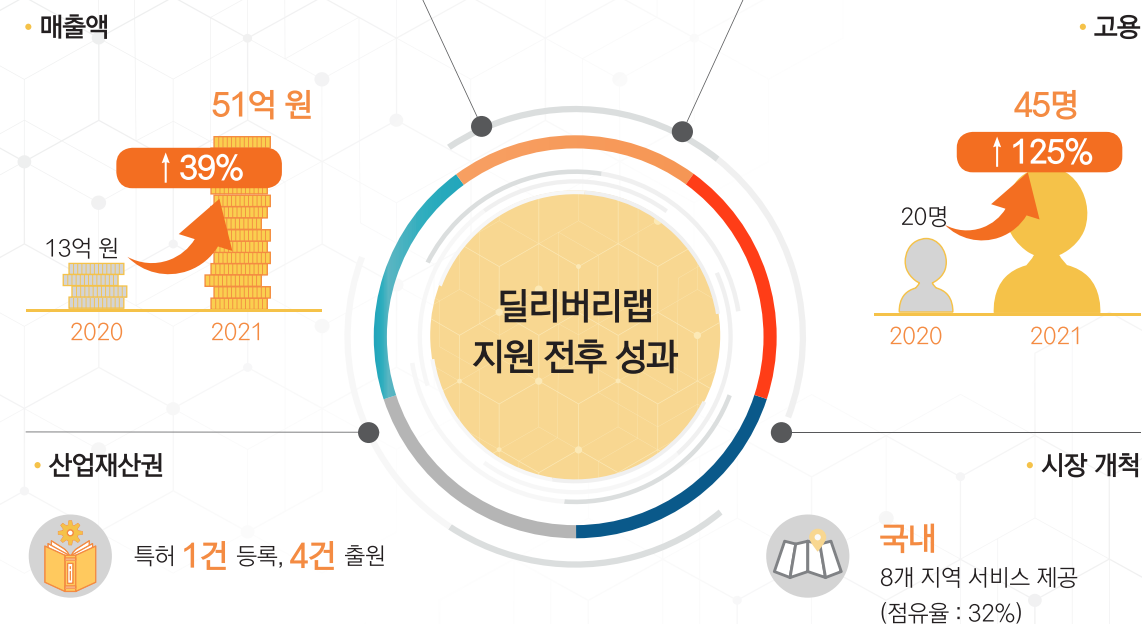 • 매출액
51억 원
↑ 39%
13억 원
2020
2021
• 고용
45명
↑ 125%
20명
2020
2021
딜리버리랩
지원 전후 성과
• 산업재산권
특허 1건 등록, 4건 출원
• 시장 개척
국내
8개 지역 서비스 제공
(점유율 : 32%)